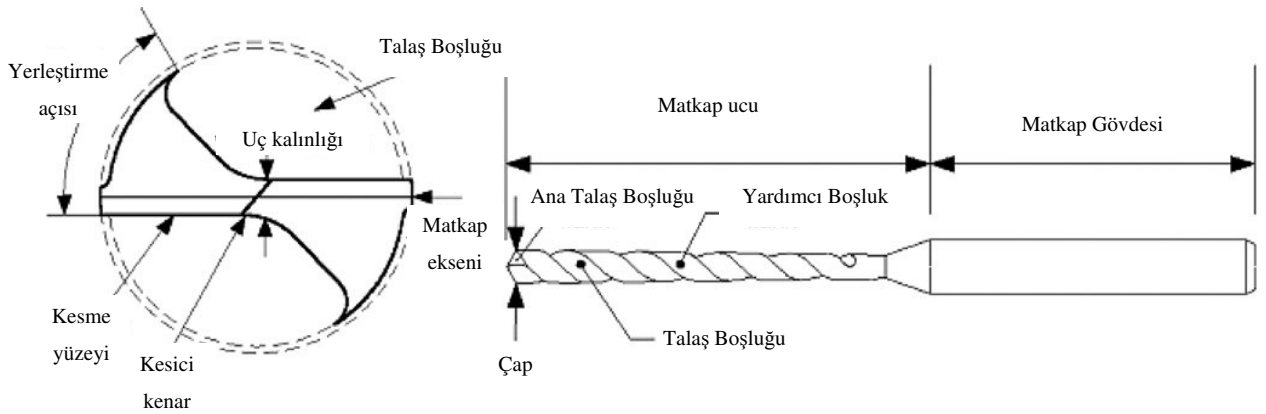 Talaş Boşluğu
Yerleştirme
açısı
Uç kalınlığı
Matkap
ekseni
Kesme
yüzeyi
Kesici
kenar
Matkap ucu
Matkap Gövdesi
Ana Talaş Boşluğu
Yardımcı Boşluk
Talaş Boşluğu
Çap